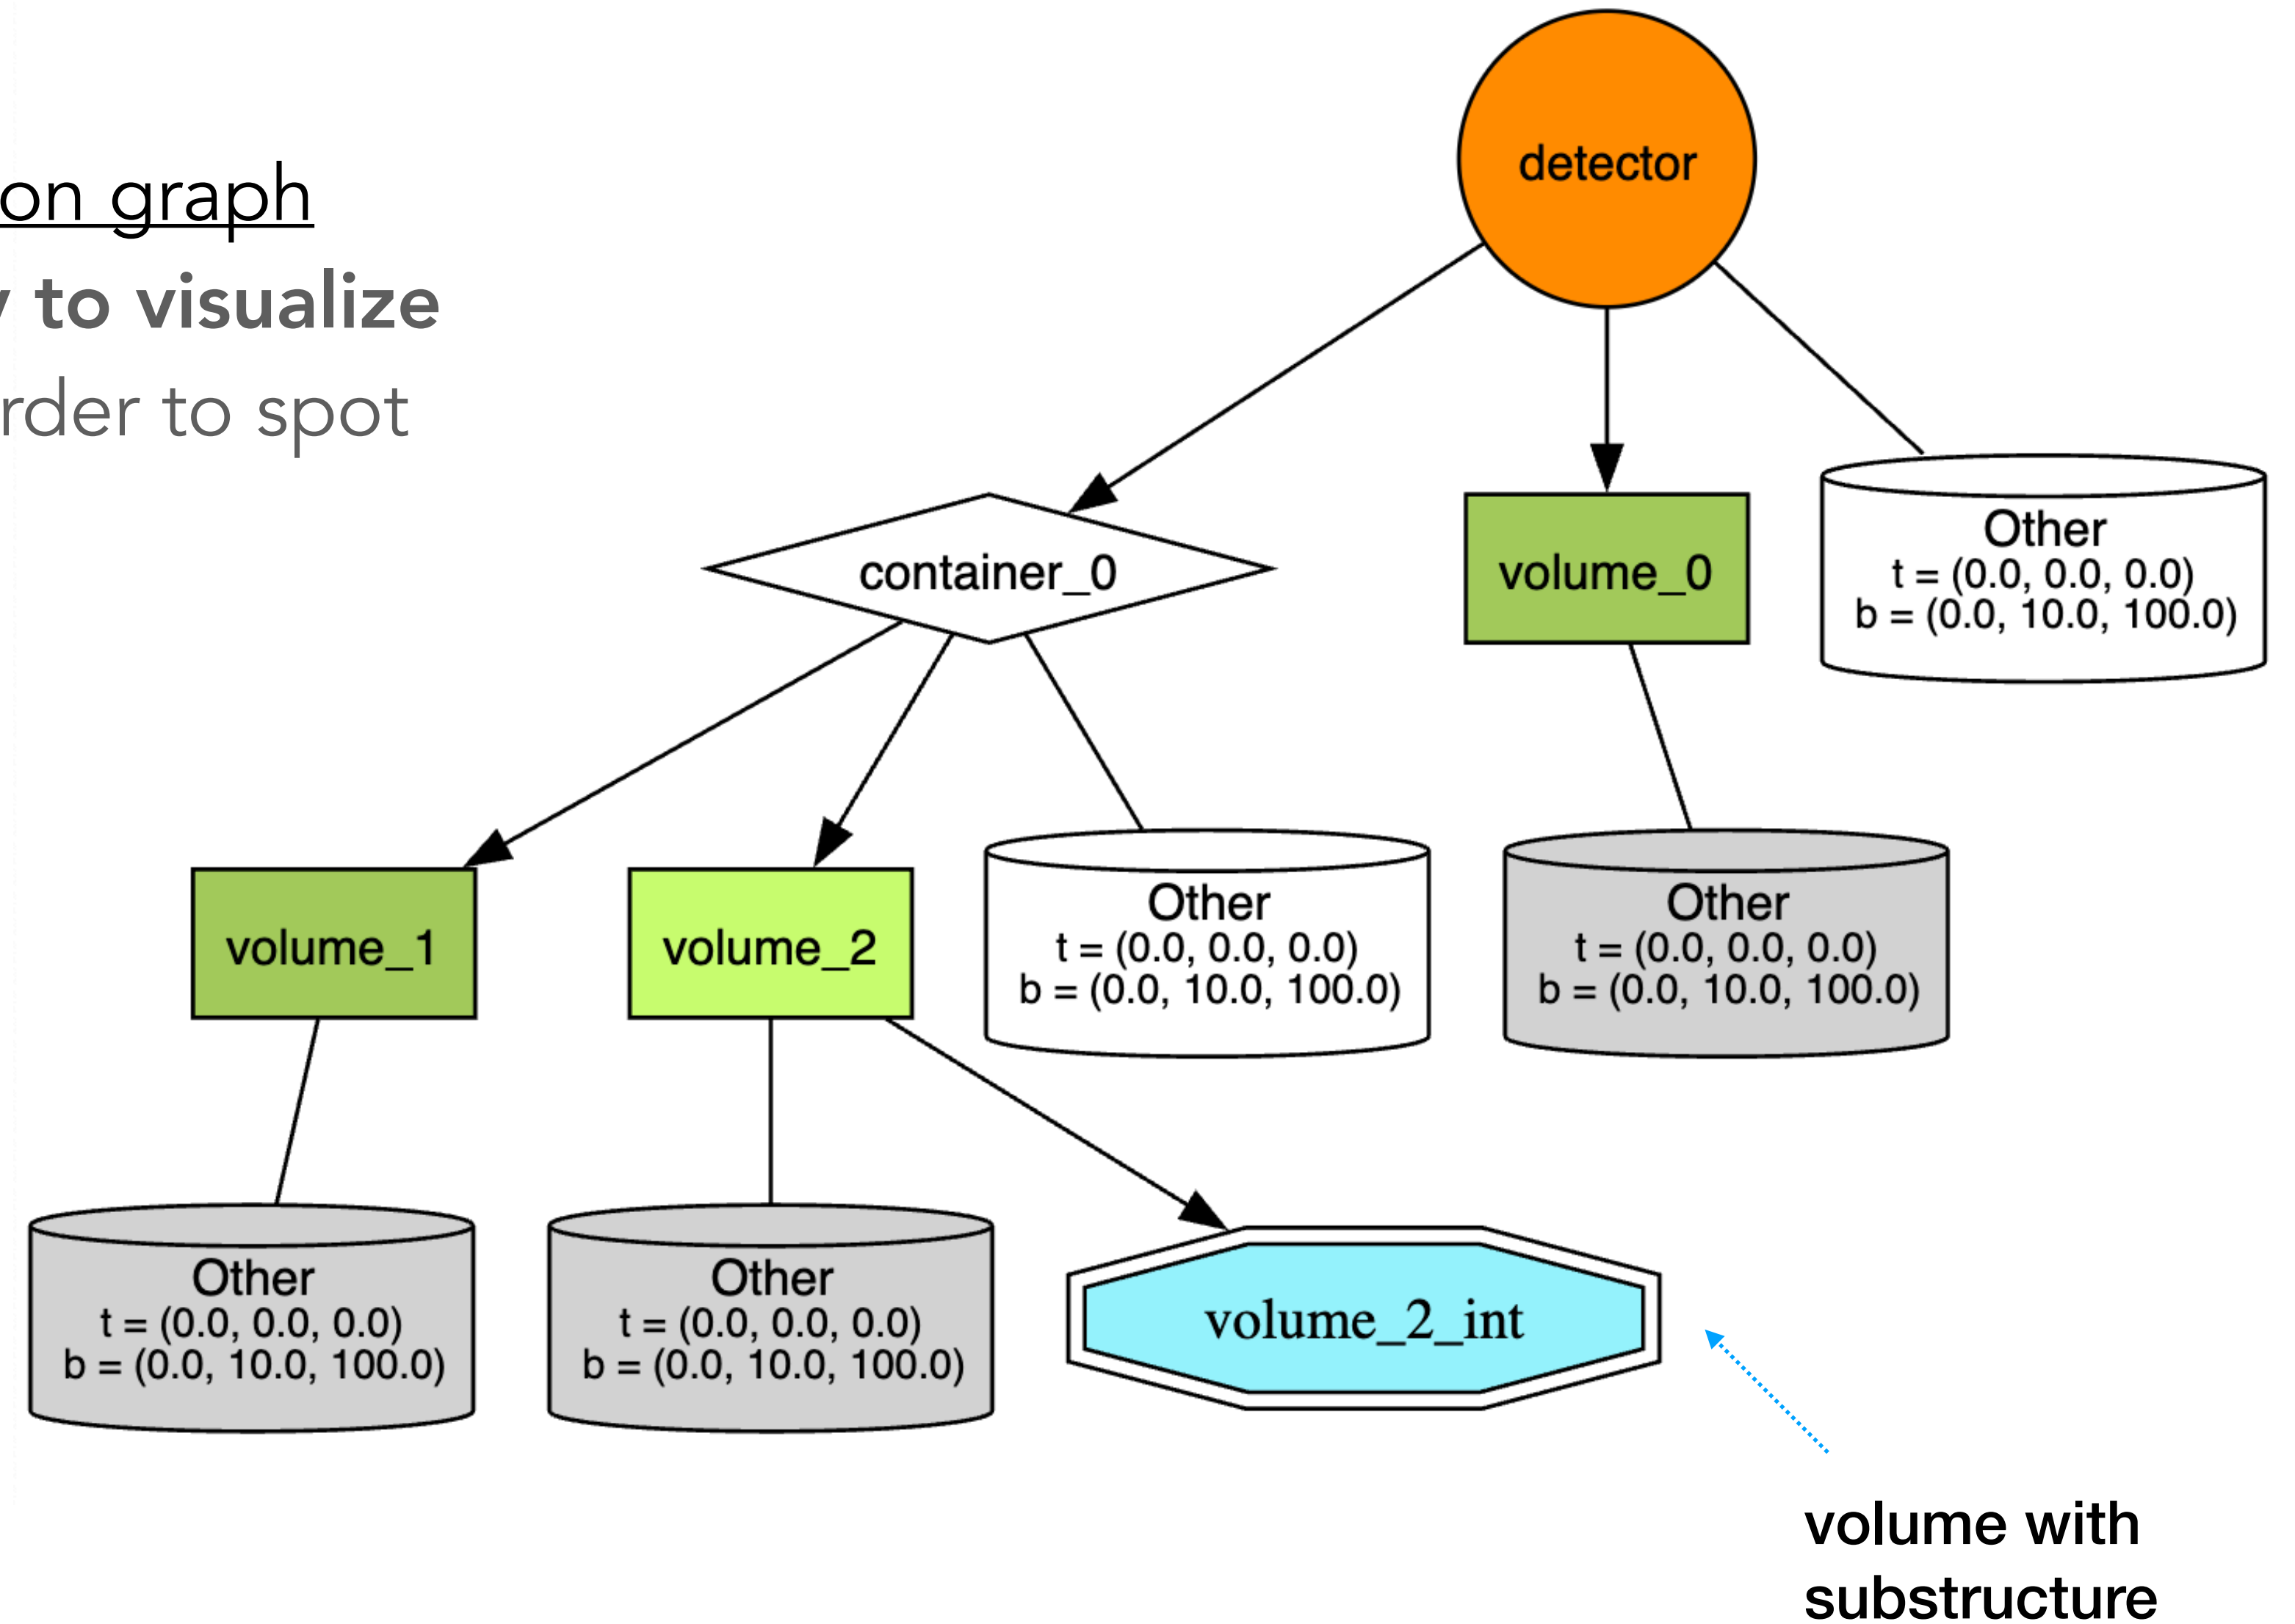 on graph
to visualize
rder to spot
detector
container_0
volume_0
Other
t = (0.0, 0.0, 0.0)
b = (0.0, 10.0, 100.0)
volume_1
volume_2
Other
t = (0.0, 0.0, 0.0)
b = (0.0, 10.0, 100.0)
Other
t = (0.0, 0.0, 0.0)
b = (0.0, 10.0, 100.0)
Other
t = (0.0, 0.0, 0.0)
b = (0.0, 10.0, 100.0)
Other
t = (0.0, 0.0, 0.0)
b = (0.0, 10.0, 100.0)
volume_2_int
volume with
substructure